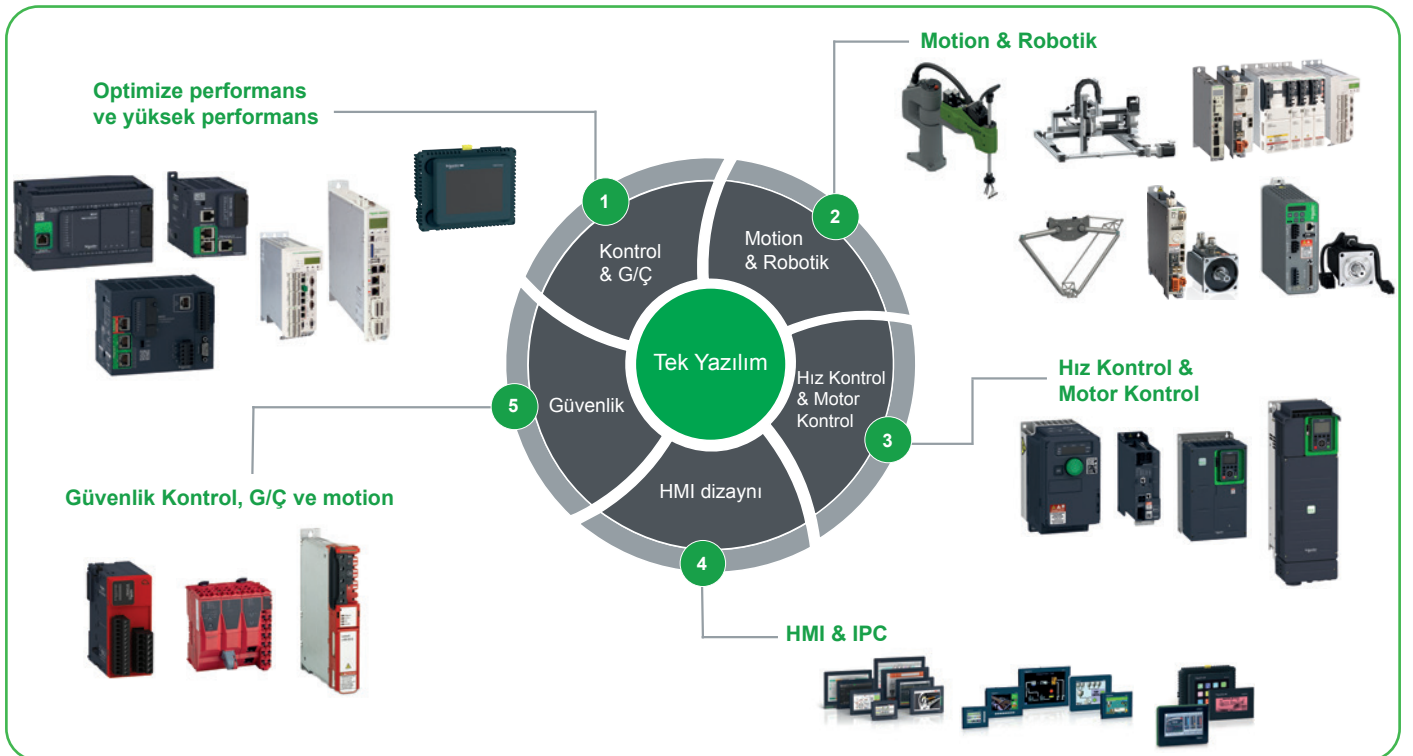 Motion & Robotik
Optimize performans
ve yüksek performans
1
2
Kontrol
& G/Ç
Motion
& Robotik
Tek Yazılım
Hız Kontrol &
Motor Kontrol
Hız Kontrol
& Motor
Kontrol
Güvenlik
5
3
HMI dizaynı
Güvenlik Kontrol, G/Ç ve motion
4
HMI & IPC